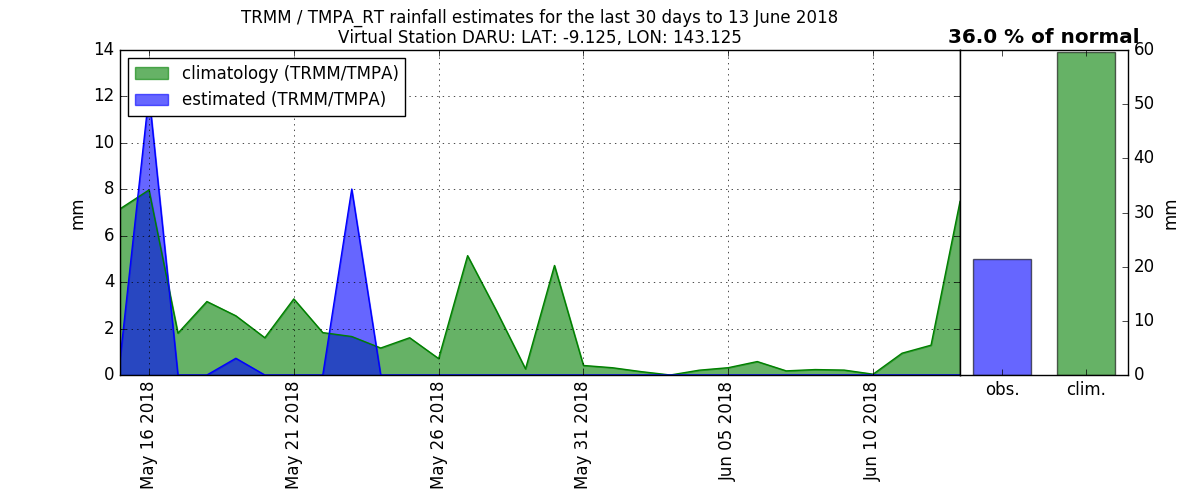 TRMM / TMPA_RT rainfall estimates for the last 30 days to 13 June 2018
Virtual Station DARU: LAT: -9.125, LON: 143.125
36.0 % of normal
climatology (TRMM/TMPA)
estimated (TRMM/TMPA)
14
12
10
8
6
4
2
0
mm
May 16 2018
May 21 2018
May 26 2018
May 31 2018
Jun 05 2018
Jun 10 2018
obs.
clim.
60
50
40
30
20
10
0
mm